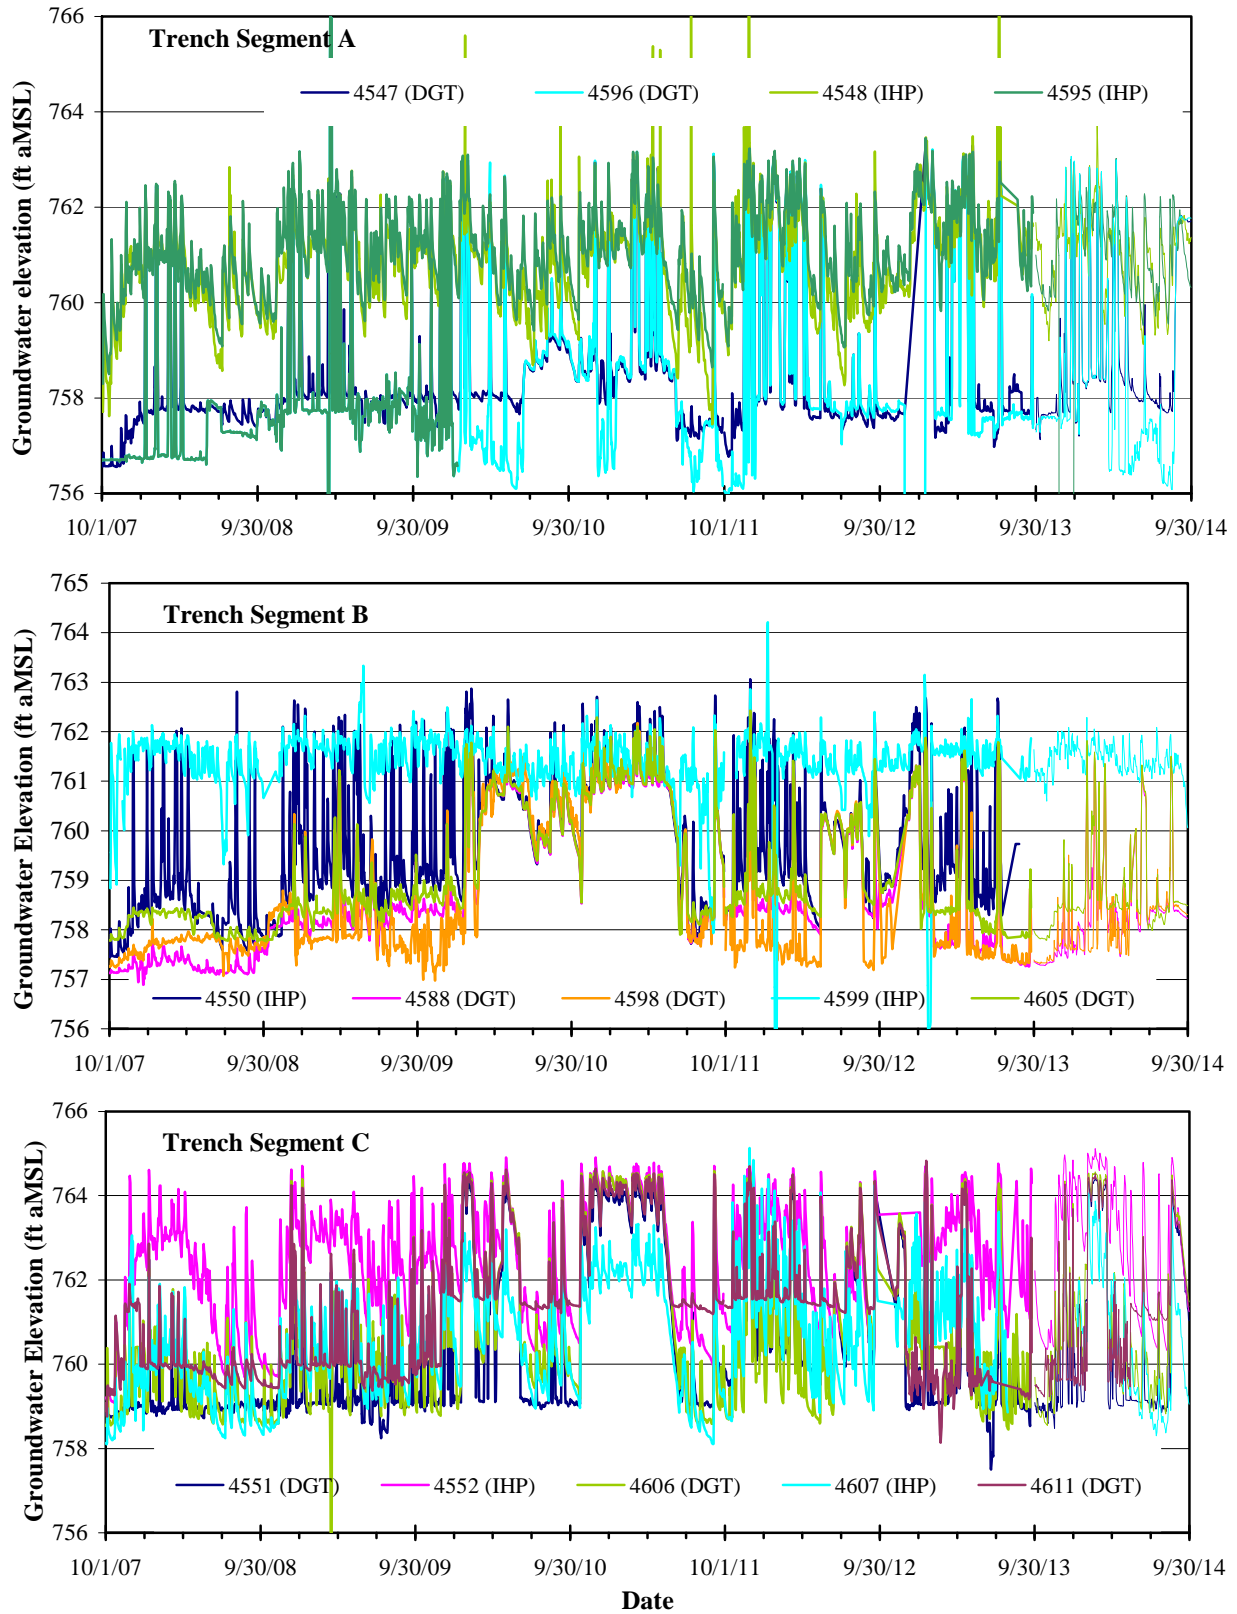 766
Trench Segment A
4547 (DGT) 4596 (DGT) 4548 (IHP) 4595 (IHP)
764
762
760
758
756
Groundwater elevation (ft aMSL)
10/1/07 9/30/08 9/30/09 9/30/10 10/1/11 9/30/12 9/30/13 9/30/14
765
Trench Segment B
764
763
762
761
760
759
758
757
756
Groundwater Elevation (ft aMSL)
4550 (IHP) 4588 (DGT) 4598 (DGT) 4599 (IHP) 4605 (DGT)
10/1/07 9/30/08 9/30/09 9/30/10 10/1/11 9/30/12 9/30/13 9/30/14
766
Trench Segment C
764
762
760
758
756
Groundwater Elevation (ft aMSL)
4551 (DGT) 4552 (IHP) 4606 (DGT) 4607 (IHP) 4611 (DGT)
10/1/07 9/30/08 9/30/09 9/30/10 10/1/11 9/30/12 9/30/13 9/30/14
Date